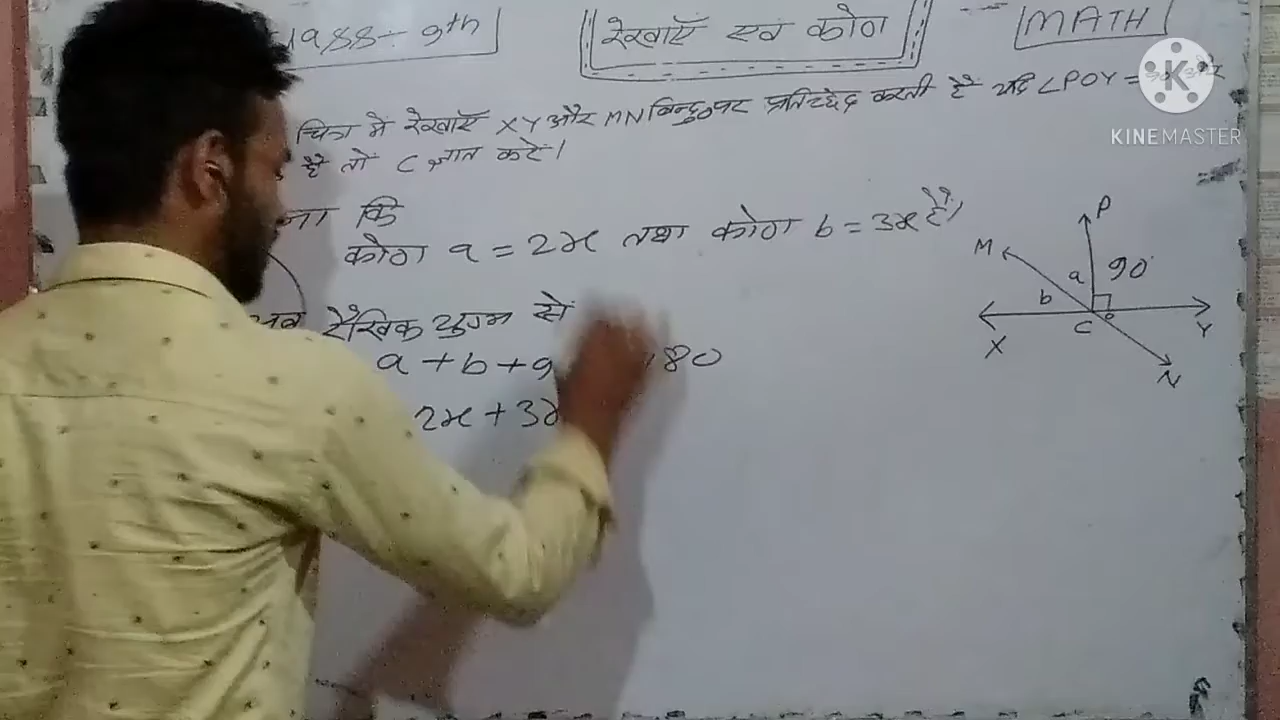 9th
रेखाएँ एवं कोण
MATH
चित्र में रेखाएँ XY और MN बिन्दु O पर प्रतिच्छेद करती है यदि ∠POY =
है तो C ज्ञात करें।
कि
कोण a = 2x तथा कोण b = 3x है।
रैखिक युग्म से
a + b + 9 180
2x + 3x
P
M
a 90°
b
X C o Y
N
KINEMASTER